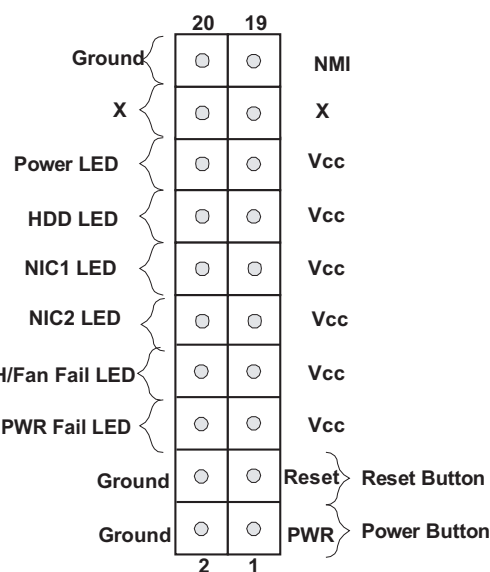 20 19
Ground NMI
X X
Power LED Vcc
HDD LED Vcc
NIC1 LED Vcc
NIC2 LED Vcc
H/Fan Fail LED Vcc
PWR Fail LED Vcc
Ground Reset Reset Button
Ground PWR Power Button
2 1